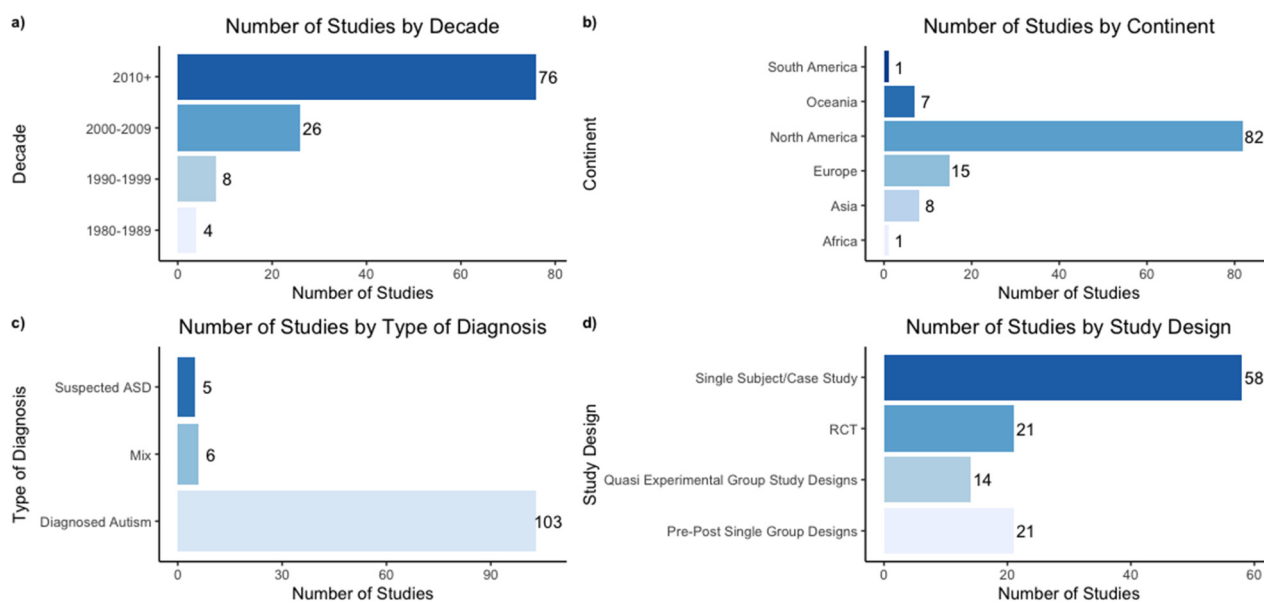 a)
Number of Studies by Decade
Decade
2010+
76
2000-2009
26
1990-1999
8
1980-1989
4
0 20 40 60 80
Number of Studies
b)
Number of Studies by Continent
Continent
South America
1
Oceania
7
North America
82
Europe
15
Asia
8
Africa
1
0 20 40 60 80
Number of Studies
c)
Number of Studies by Type of Diagnosis
Type of Diagnosis
Suspected ASD
5
Mix
6
Diagnosed Autism
103
0 30 60 90
Number of Studies
d)
Number of Studies by Study Design
Study Design
Single Subject/Case Study
58
RCT
21
Quasi Experimental Group Study Designs
14
Pre-Post Single Group Designs
21
0 20 40 60
Number of Studies